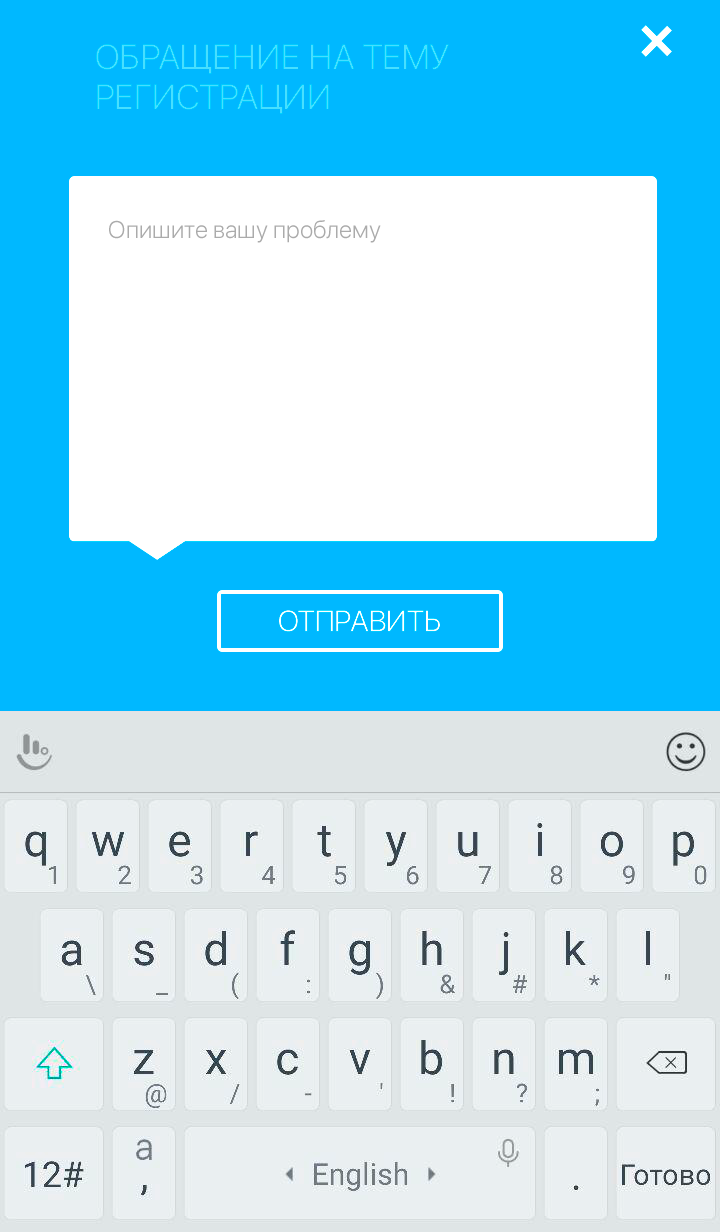 ОБРАЩЕНИЕ НА ТЕМУ
РЕГИСТРАЦИИ
Опишите вашу проблему
ОТПРАВИТЬ
q w e r t y u i o p
1 2 3 4 5 6 7 8 9 0
a s d f g h j k l
\ _ ( : ) & # * "
z x c v b n m
@ / - ' ! ? ;
12# a , English . Готово